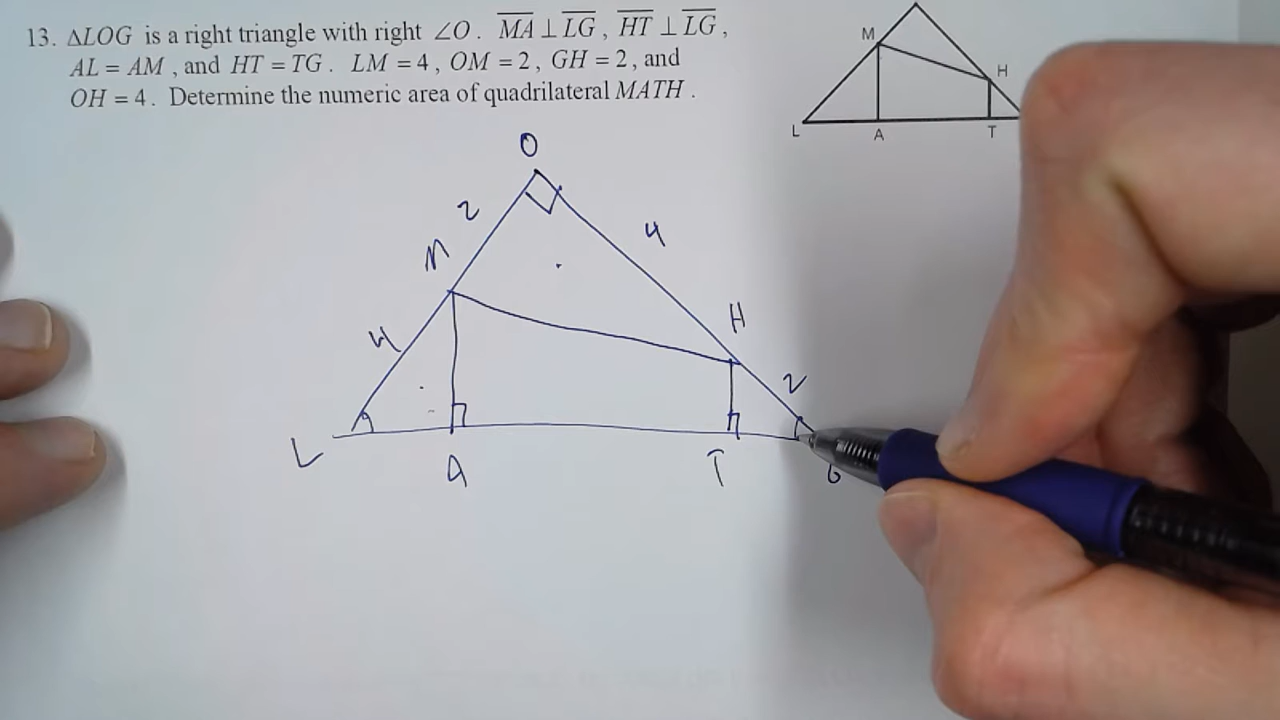 13. ΔLOG is a right triangle with right ∠O. MA ⊥ LG, HT ⊥ LG,
AL = AM, and HT = TG. LM = 4, OM = 2, GH = 2, and
OH = 4. Determine the numeric area of quadrilateral MATH.
M
H
L
A
T
O
2
4
M
H
4
2
L
A
T
G